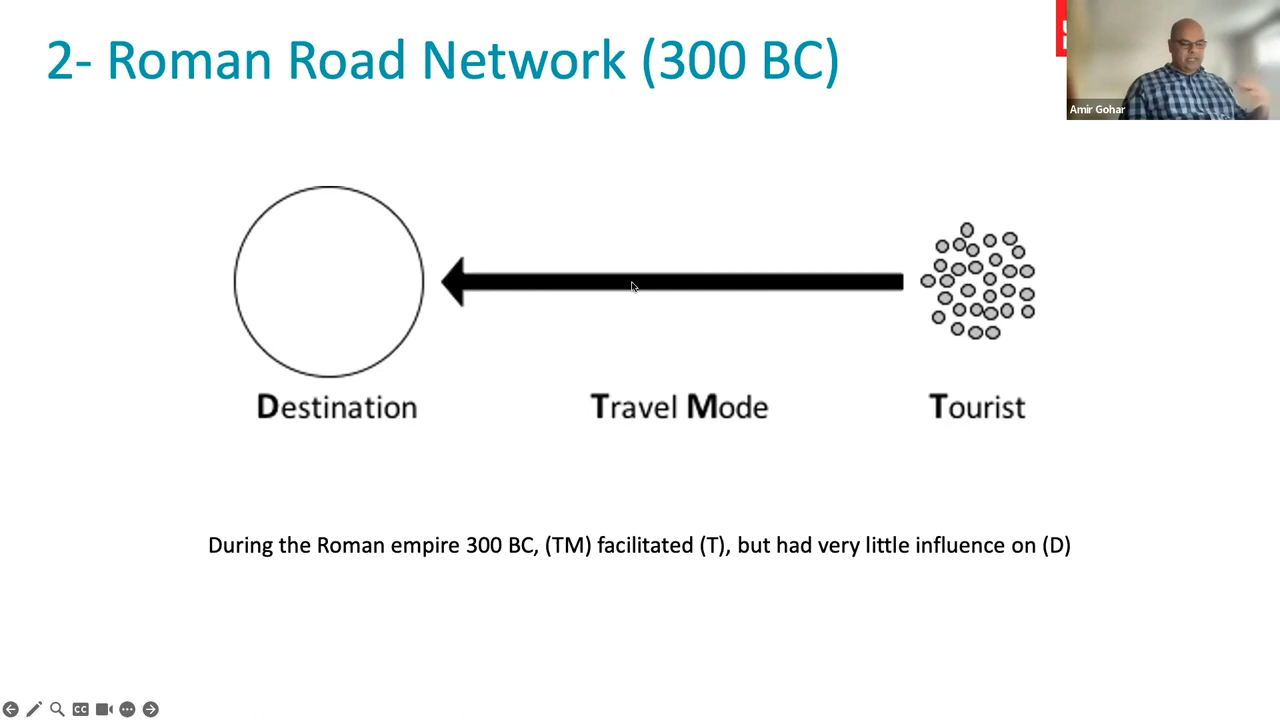 2- Roman Road Network (300 BC)
Amir Gohar
Destination
Travel Mode
Tourist
During the Roman empire 300 BC, (TM) facilitated (T), but had very little influence on (D)
CC